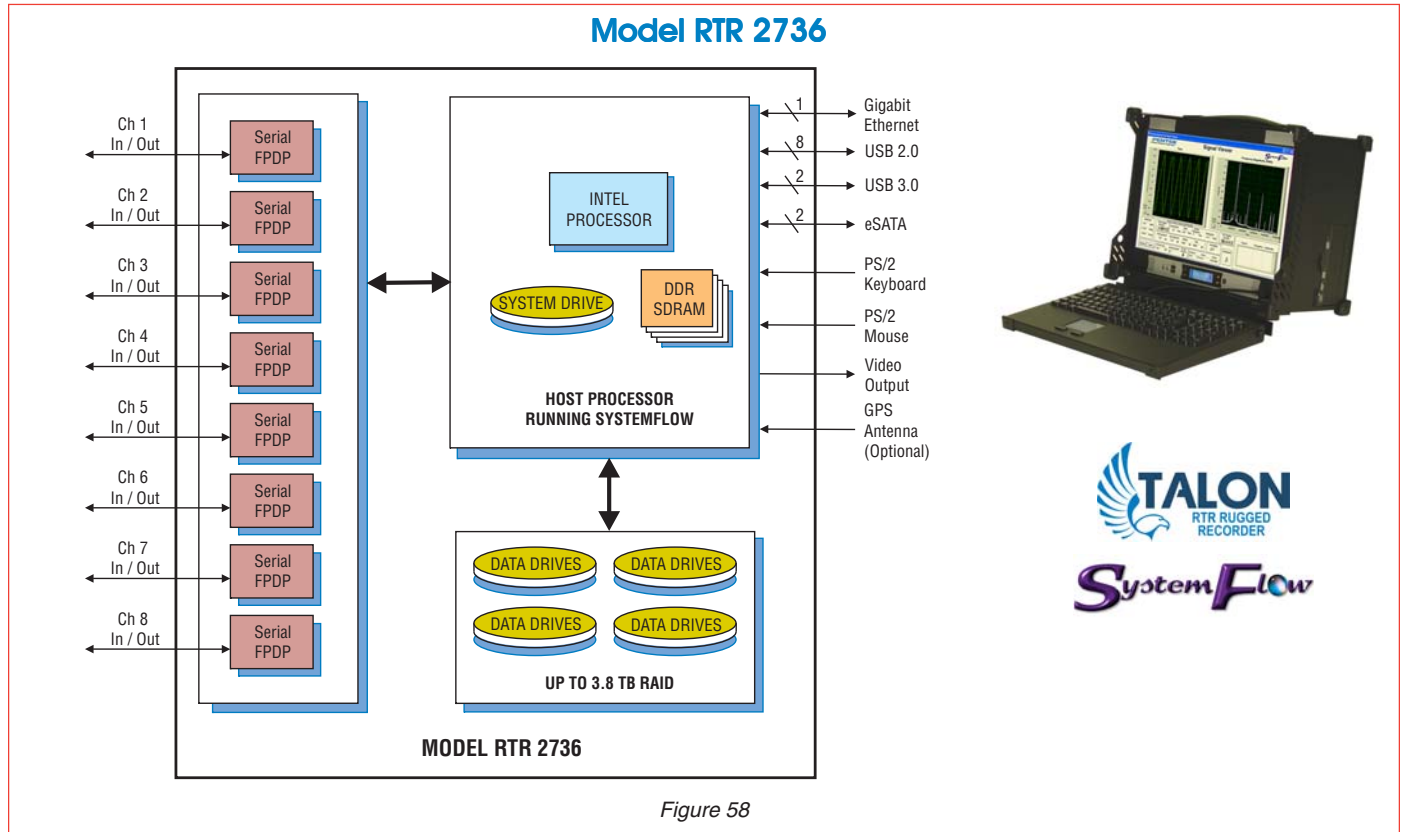 Model RTR 2736
Ch 1
In / Out
Serial
FPDP
Ch 2
In / Out
Serial
FPDP
Ch 3
In / Out
Serial
FPDP
Ch 4
In / Out
Serial
FPDP
Ch 5
In / Out
Serial
FPDP
Ch 6
In / Out
Serial
FPDP
Ch 7
In / Out
Serial
FPDP
Ch 8
In / Out
Serial
FPDP
INTEL
PROCESSOR
SYSTEM DRIVE
DDR
SDRAM
HOST PROCESSOR
RUNNING SYSTEMFLOW
DATA DRIVES
DATA DRIVES
DATA DRIVES
DATA DRIVES
UP TO 3.8 TB RAID
1
Gigabit
Ethernet
8
USB 2.0
2
USB 3.0
2
eSATA
PS/2
Keyboard
PS/2
Mouse
Video
Output
GPS
Antenna
(Optional)
MODEL RTR 2736
Signal Viewer
TALON
RTR RUGGED
RECORDER
SystemFlow
Figure 58